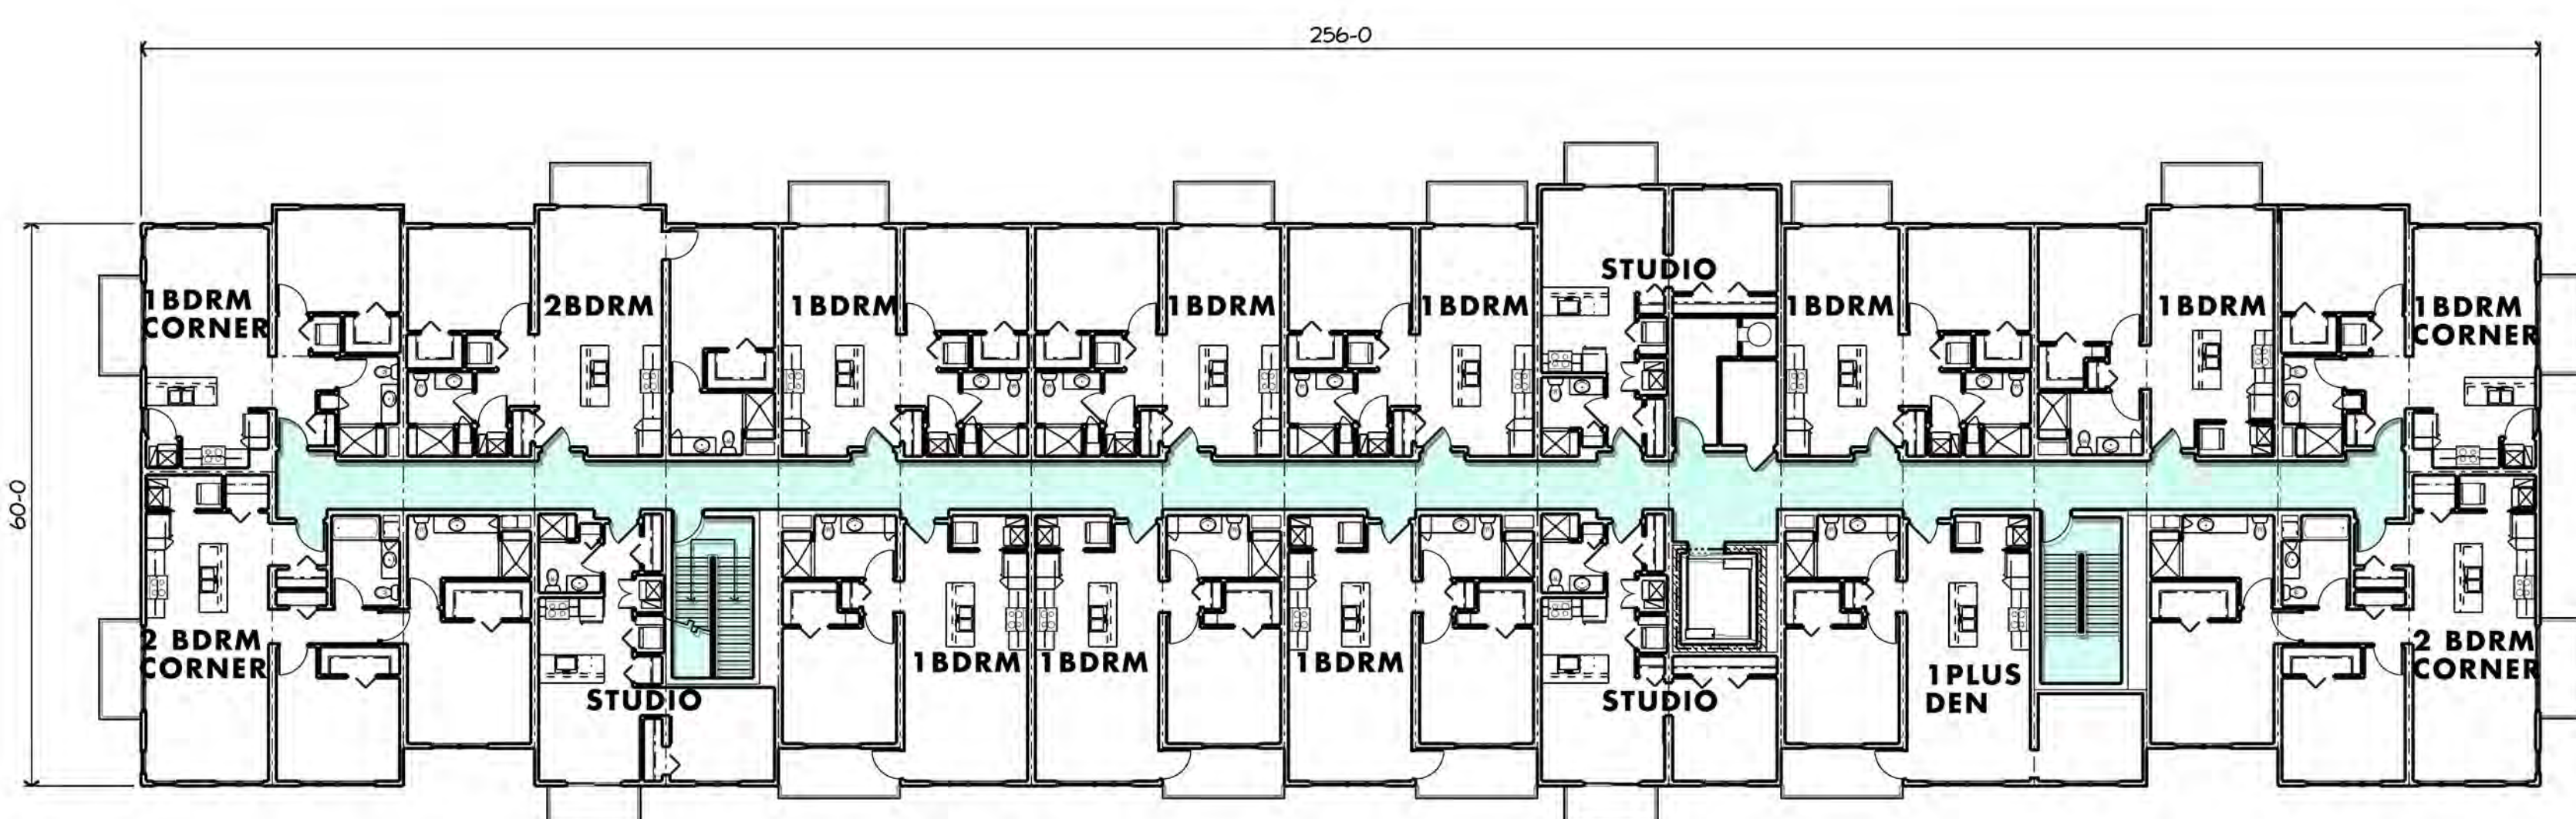 256-0
60-0
1BDRM
CORNER
2BDRM
1BDRM
1BDRM
1BDRM
STUDIO
1BDRM
1BDRM
1BDRM
CORNER
2 BDRM
CORNER
STUDIO
1BDRM
1BDRM
1BDRM
STUDIO
1PLUS
DEN
2 BDRM
CORNER